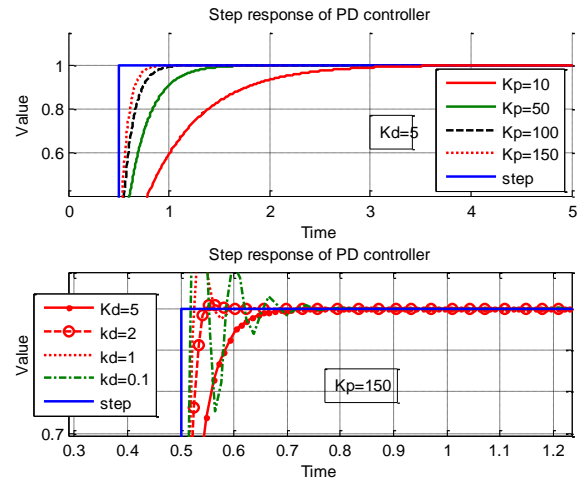 Step response of PD controller
Value
1
0.8
0.6
Kd=5
Kp=10
Kp=50
Kp=100
Kp=150
step
0 1 2 3 4 5
Time
Step response of PD controller
Value
0.7
Kd=5
kd=2
kd=1
kd=0.1
step
Kp=150
0.3 0.4 0.5 0.6 0.7 0.8 0.9 1 1.1 1.2
Time